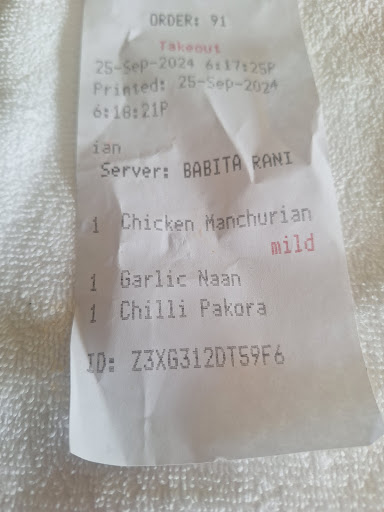 ORDER: 91
Takeout
25-Sep-2024 6:17:25P
Printed: 25-Sep-2024
6:18:21P
ian
Server: BABITA RANI
1 Chicken Manchurian
mild
1 Garlic Naan
1 Chilli Pakora
ID: Z3XG312DT59F6